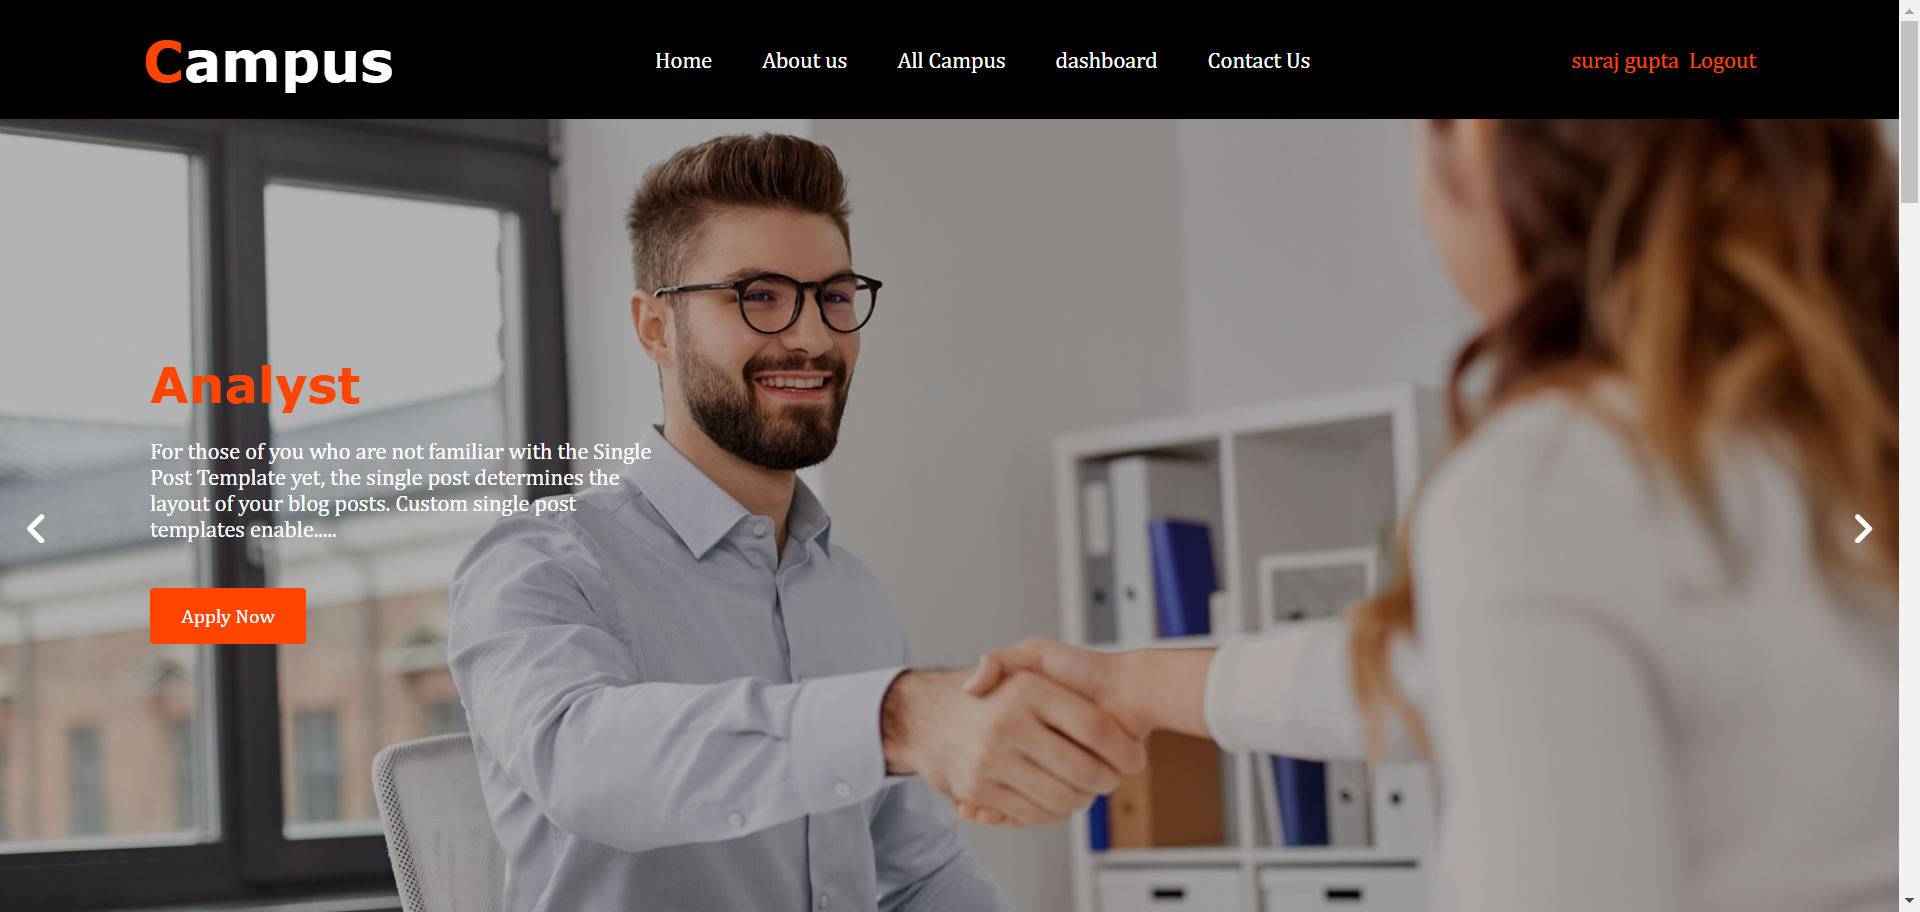 Campus
Home About us All Campus dashboard Contact Us
suraj gupta Logout
Analyst
For those of you who are not familiar with the Single
Post Template yet, the single post determines the
layout of your blog posts. Custom single post
templates enable.....
Apply Now